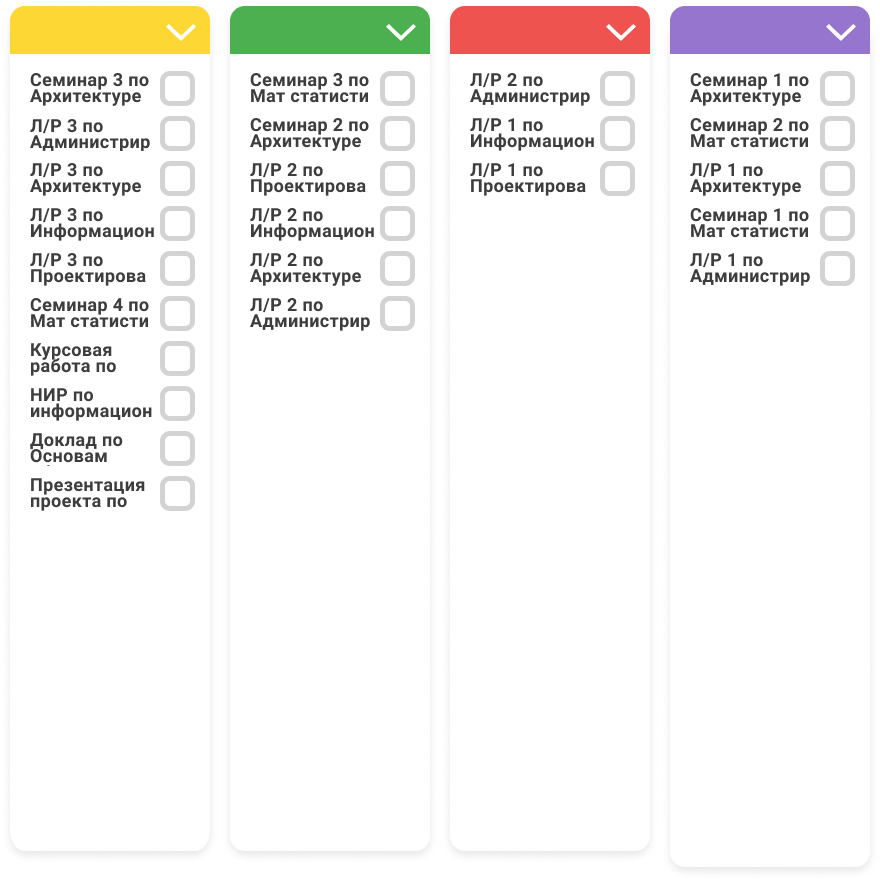 Семинар 3 по
Архитектуре
Л/Р 3 по
Администрир
Л/Р 3 по
Архитектуре
Л/Р 3 по
Информацион
Л/Р 3 по
Проектирова
Семинар 4 по
Мат статисти
Курсовая
работа по
НИР по
информацион
Доклад по
Основам
Презентация
проекта по
Семинар 3 по
Мат статисти
Семинар 2 по
Архитектуре
Л/Р 2 по
Проектирова
Л/Р 2 по
Информацион
Л/Р 2 по
Архитектуре
Л/Р 2 по
Администрир
Л/Р 2 по
Администрир
Л/Р 1 по
Информацион
Л/Р 1 по
Проектирова
Семинар 1 по
Архитектуре
Семинар 2 по
Мат статисти
Л/Р 1 по
Архитектуре
Семинар 1 по
Мат статисти
Л/Р 1 по
Администрир